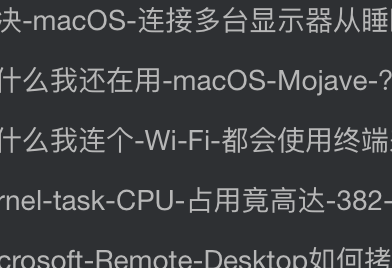 决-macOS-连接多台显示器从睡
什么我还在用-macOS-Mojave-?
什么我连个-Wi-Fi-都会使用终端
rnel-task-CPU-占用竟高达-382-
crosoft-Remote-Desktop如何拷